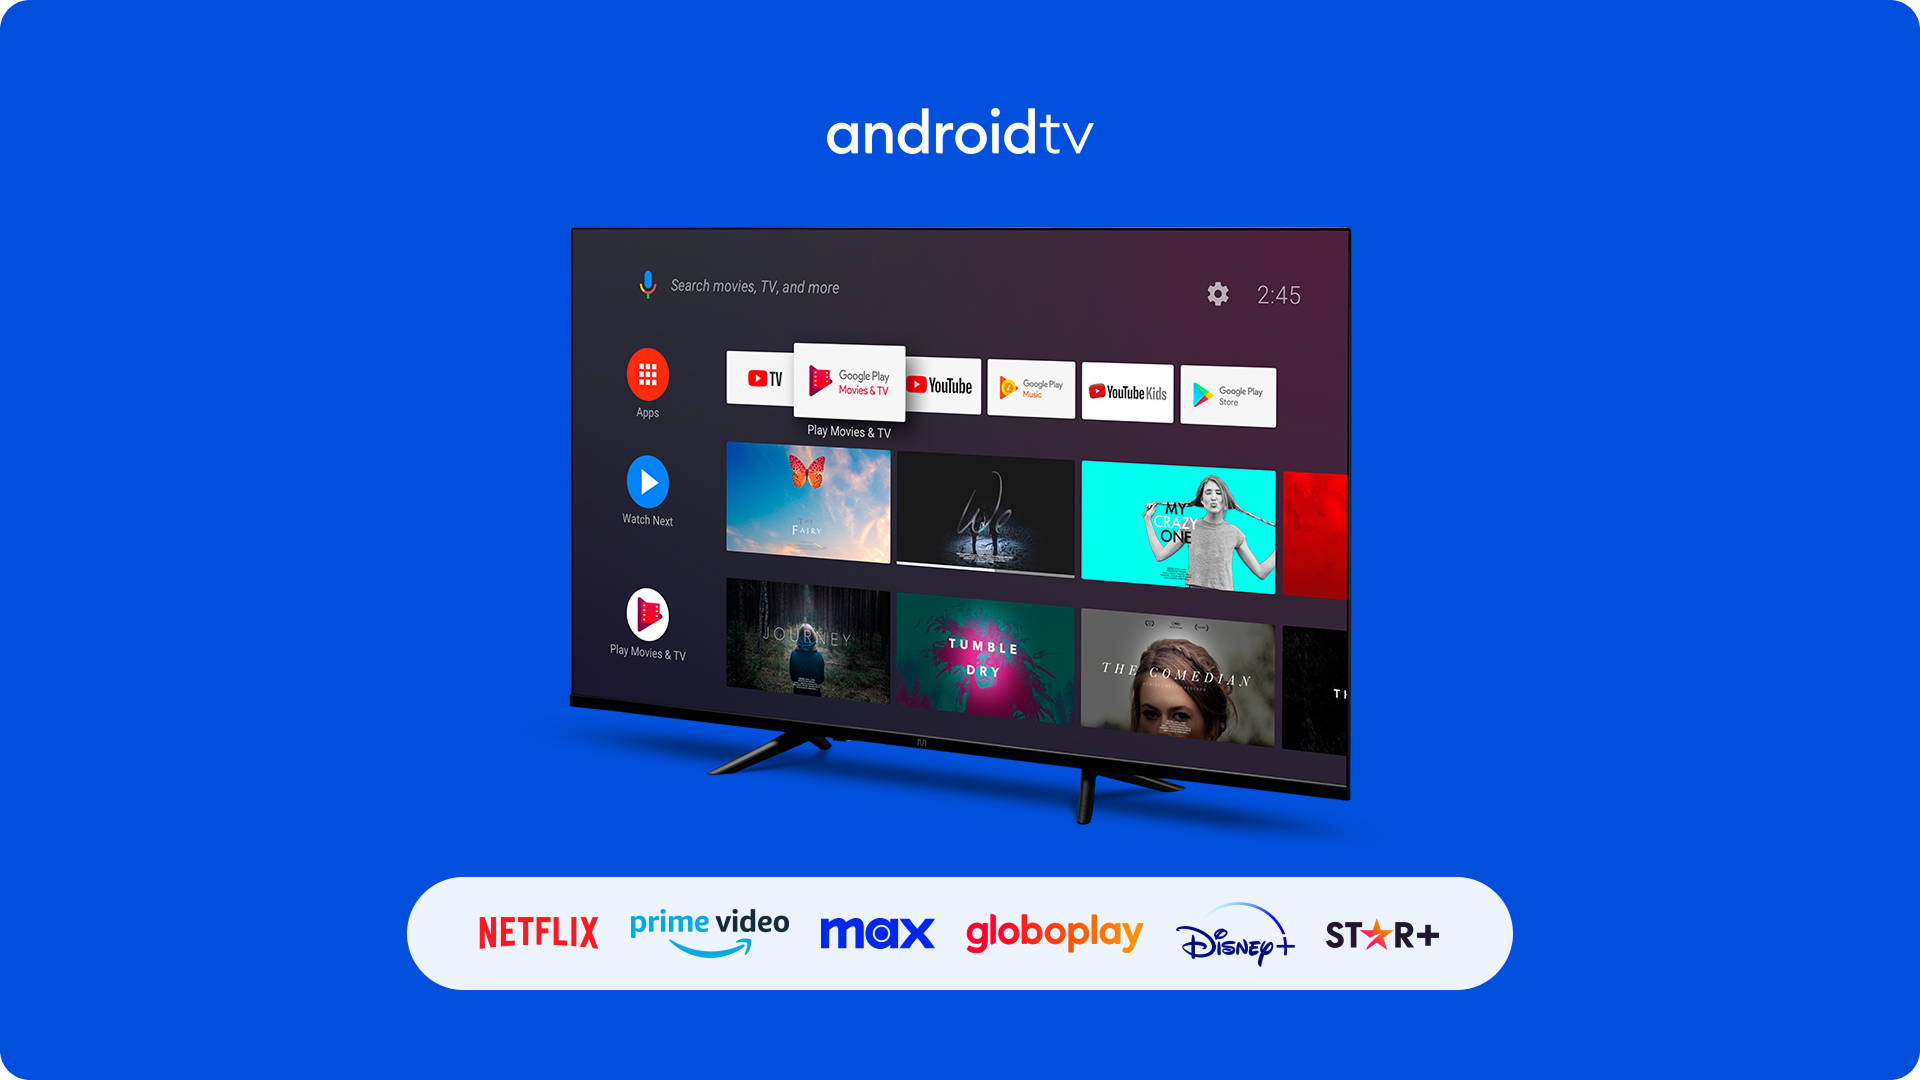 androidtv
Search movies, TV, and more
2:45
Apps
TV
Google Play
Movies & TV
YouTube
Google Play
Music
YouTube Kids
Google Play
Store
Play Movies & TV
Watch Next
THE
FAIRY
We
MY
CRAZY
ONE
Play Movies & TV
JOURNEY
TUMBLE
DRY
THE COMEDIAN
TH
NETFLIX
prime video
max
globoplay
Disney+
STAR+